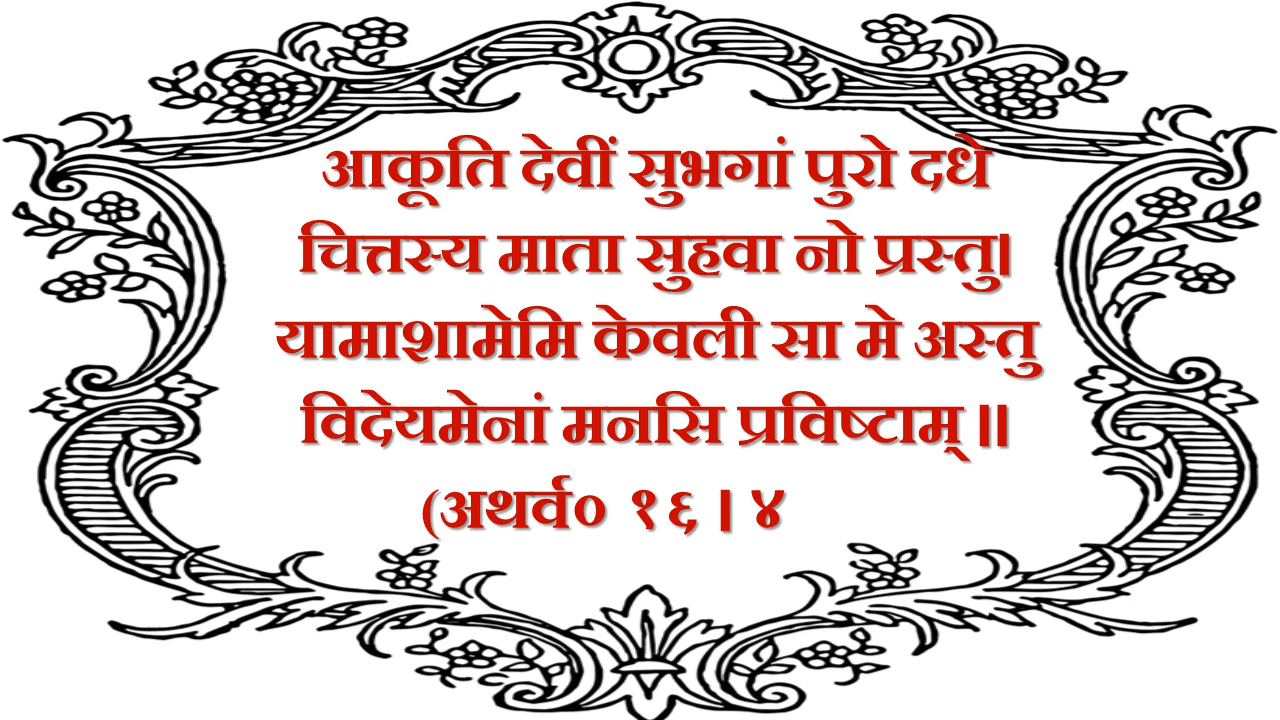 आकूति देवीं सुभगां पुरो दधे
चित्तस्य माता सुहवा नो प्रस्तु।
यामाशामेमि केवली सा मे अस्तु
विदेयमेनां मनसि प्रविष्टाम् ॥
(अथर्व० १६ । ४